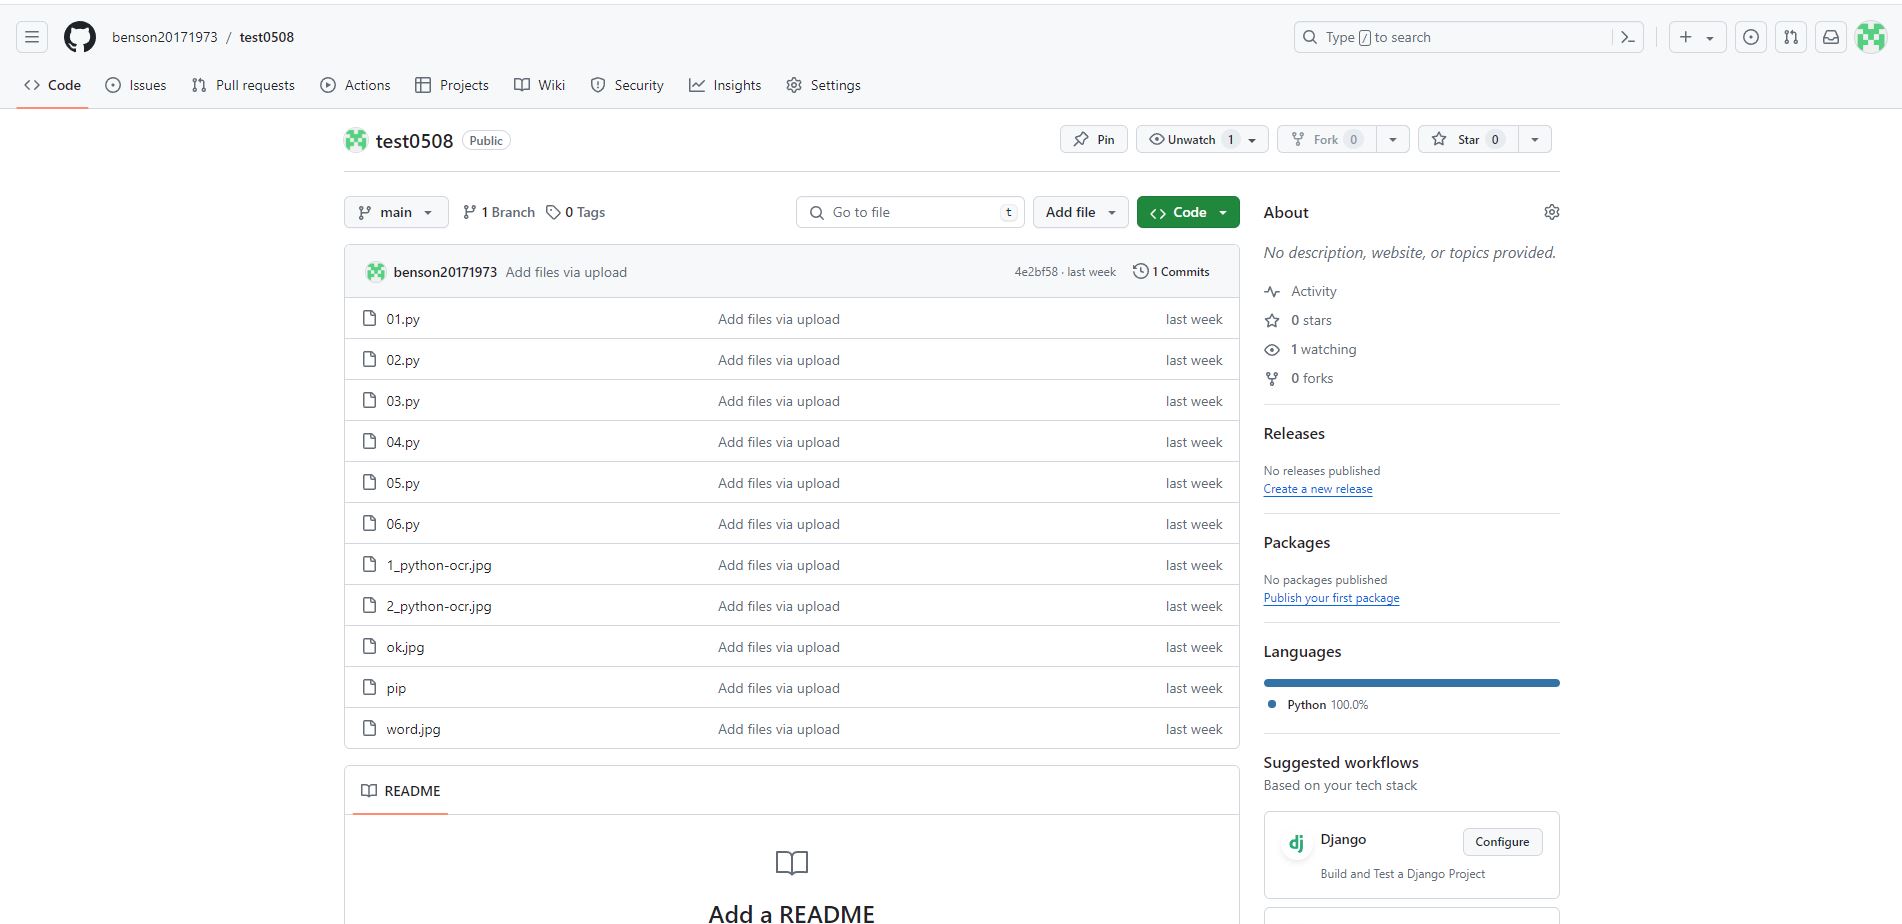 benson20171973 / test0508
Type / to search
Code Issues Pull requests Actions Projects Wiki Security Insights Settings
test0508 Public
Pin Unwatch 1 Fork 0 Star 0
main 1 Branch 0 Tags
Go to file t Add file Code
benson20171973 Add files via upload 4e2bf58 · last week 1 Commits
01.py Add files via upload last week
02.py Add files via upload last week
03.py Add files via upload last week
04.py Add files via upload last week
05.py Add files via upload last week
06.py Add files via upload last week
1_python-ocr.jpg Add files via upload last week
2_python-ocr.jpg Add files via upload last week
ok.jpg Add files via upload last week
pip Add files via upload last week
word.jpg Add files via upload last week
README
Add a README
About
No description, website, or topics provided.
Activity
0 stars
1 watching
0 forks
Releases
No releases published
Create a new release
Packages
No packages published
Publish your first package
Languages
Python 100.0%
Suggested workflows
Based on your tech stack
dj Django Configure
Build and Test a Django Project